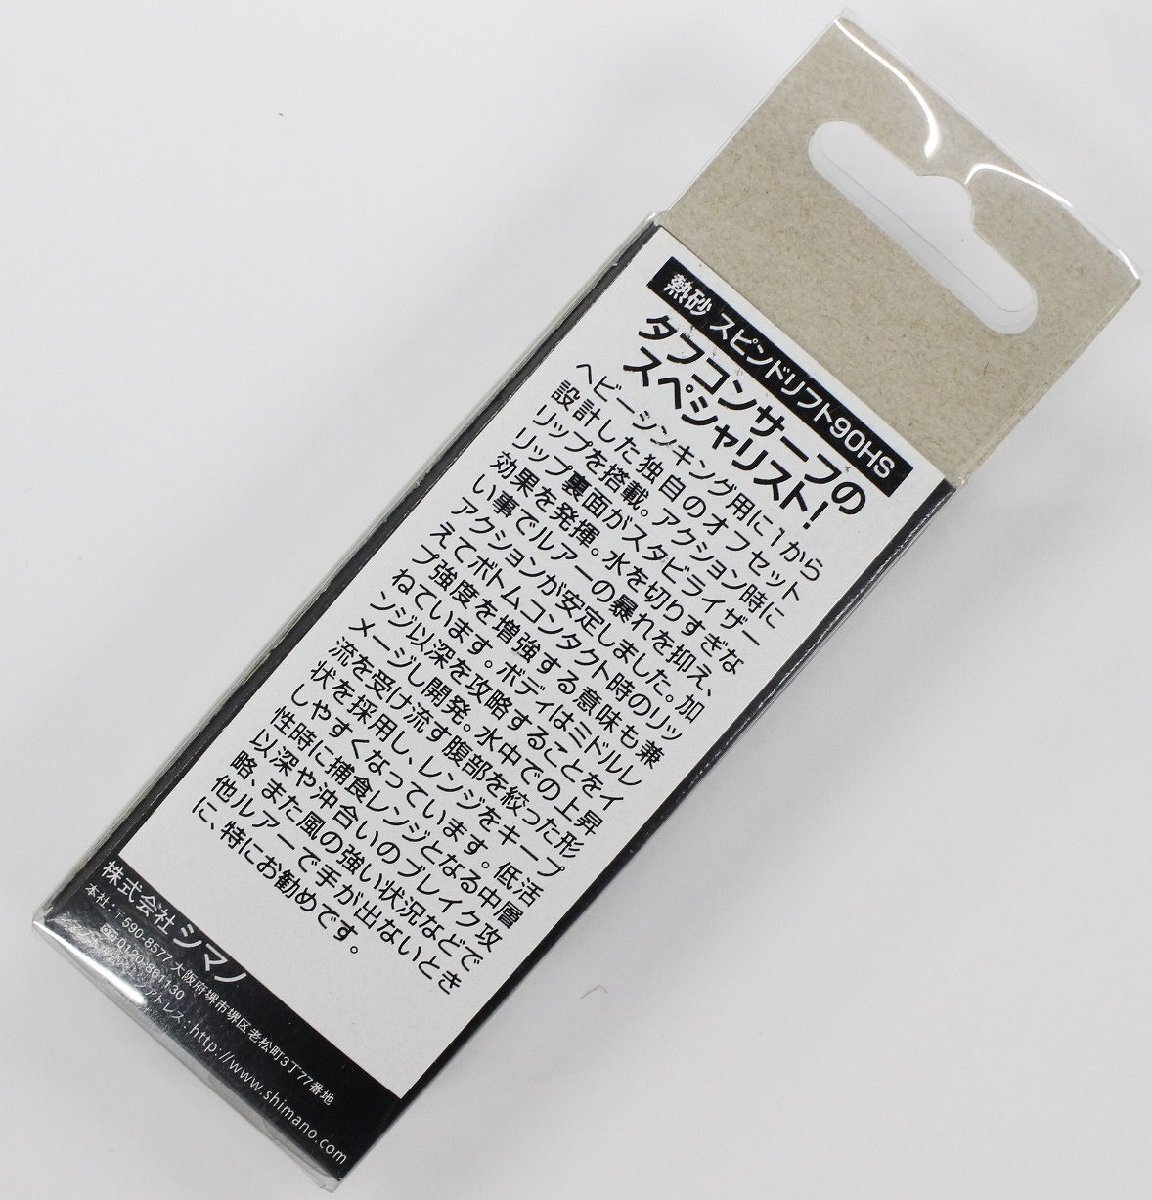 熱砂 スピンドリフト90HS
タフコンサーフの
スペシャリスト!
ヘビーシンキング用に1から
設計した独自のオフセット
リップを搭載。アクション時に
リップ裏面がスタビライザー
効果を発揮。水を切りすぎな
い事でルアーの暴れを抑え、
アクションが安定しました。加
えてボトムコンタクト時のリッ
プ強度を増強する意味も兼
ねています。ボディはミドルレ
ンジ以深を攻略することをイ
メージし開発。水中での上昇
流を受け流す腹部を絞った形
状を採用し、レンジをキープ
しやすくなっています。低活
性時に捕食レンジとなる中層
以深や沖合いのブレイク攻
略、また風の強い状況などで
他ルアーで手が出ないとき
に、特にお勧めです。
株式会社 シマノ
本社:〒590-8577 大阪府堺市堺区老松町3丁77番地
0120-861130
アドレス:http://www.shimano.com